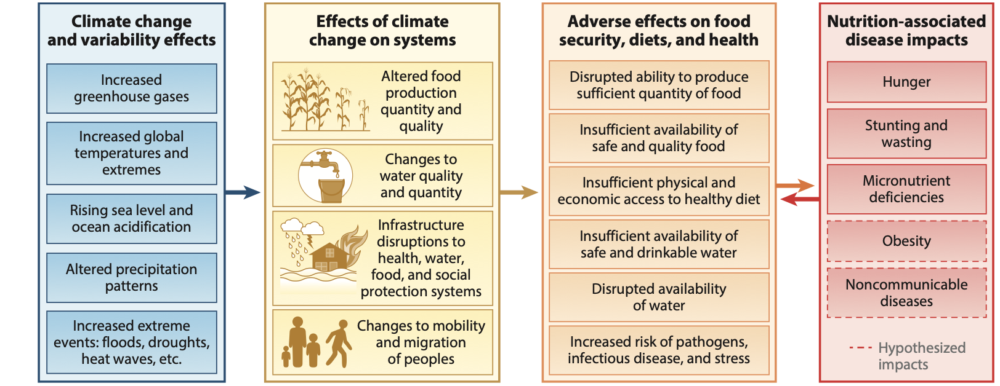 Climate change
and variability effects
Increased
greenhouse gases
Increased global
temperatures and
extremes
Rising sea level and
ocean acidification
Altered precipitation
patterns
Increased extreme
events: floods, droughts,
heat waves, etc.
Effects of climate
change on systems
Altered food
production
quantity and
quality
Changes to
water quality
and quantity
Infrastructure
disruptions to
health, water,
food, and social
protection systems
Changes to mobility
and migration
of peoples
Adverse effects on food
security, diets, and health
Disrupted ability to produce
sufficient quantity of food
Insufficient availability of
safe and quality food
Insufficient physical and
economic access to healthy diet
Insufficient availability of
safe and drinkable water
Disrupted availability
of water
Increased risk of pathogens,
infectious disease, and stress
Nutrition-associated
disease impacts
Hunger
Stunting and
wasting
Micronutrient
deficiencies
Obesity
Noncommunicable
diseases
Hypothesized
impacts